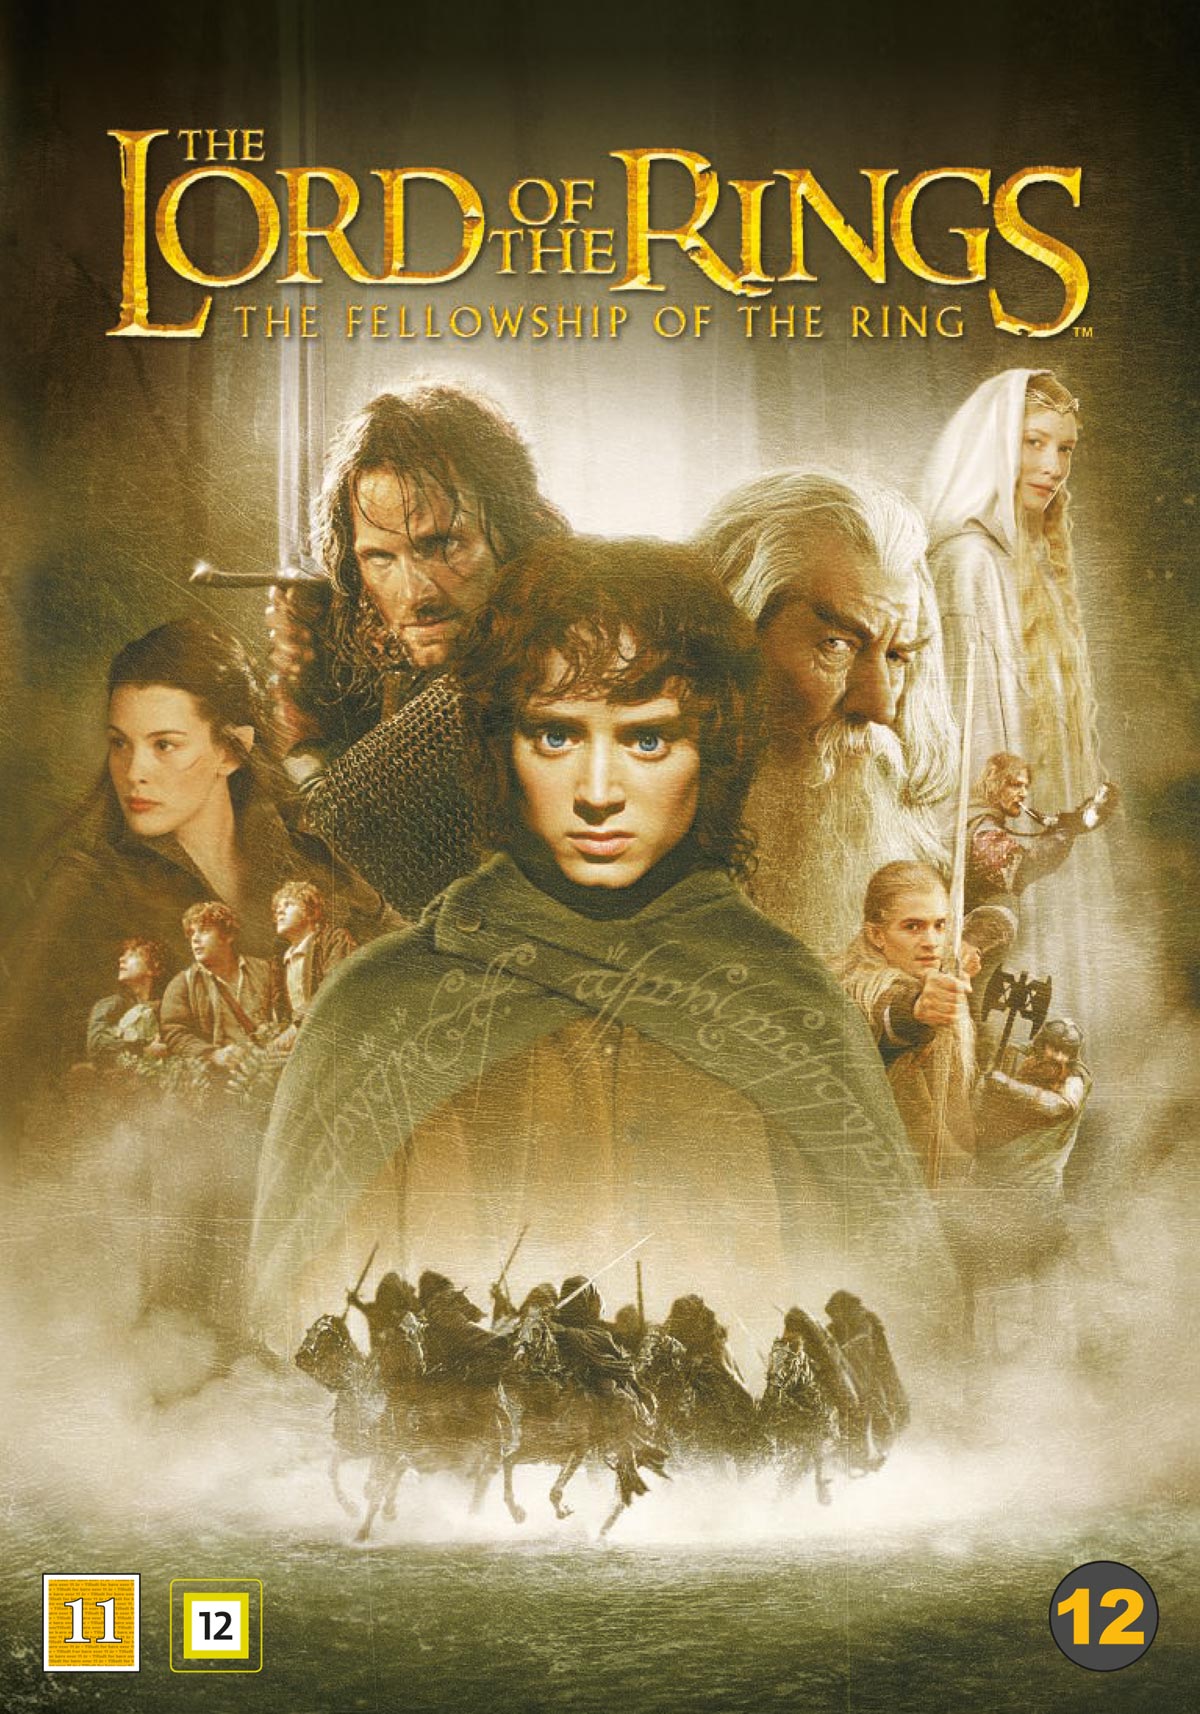 THE
LORD OF THE RINGS
THE FELLOWSHIP OF THE RING
TM
11
12
12